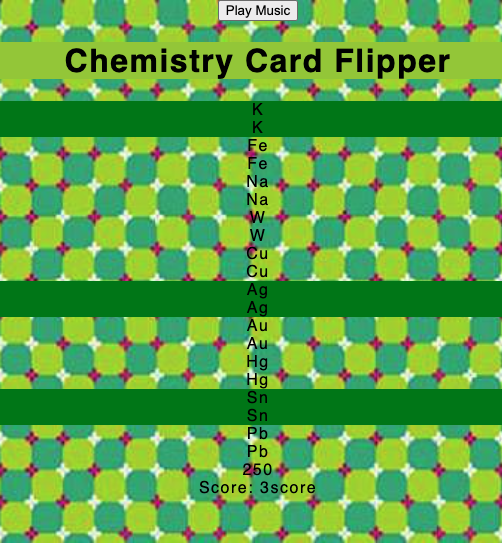 Play Music
Chemistry Card Flipper
K
K
Fe
Fe
Na
Na
W
W
Cu
Cu
Ag
Ag
Au
Au
Hg
Hg
Sn
Sn
Pb
Pb
250
Score: 3score